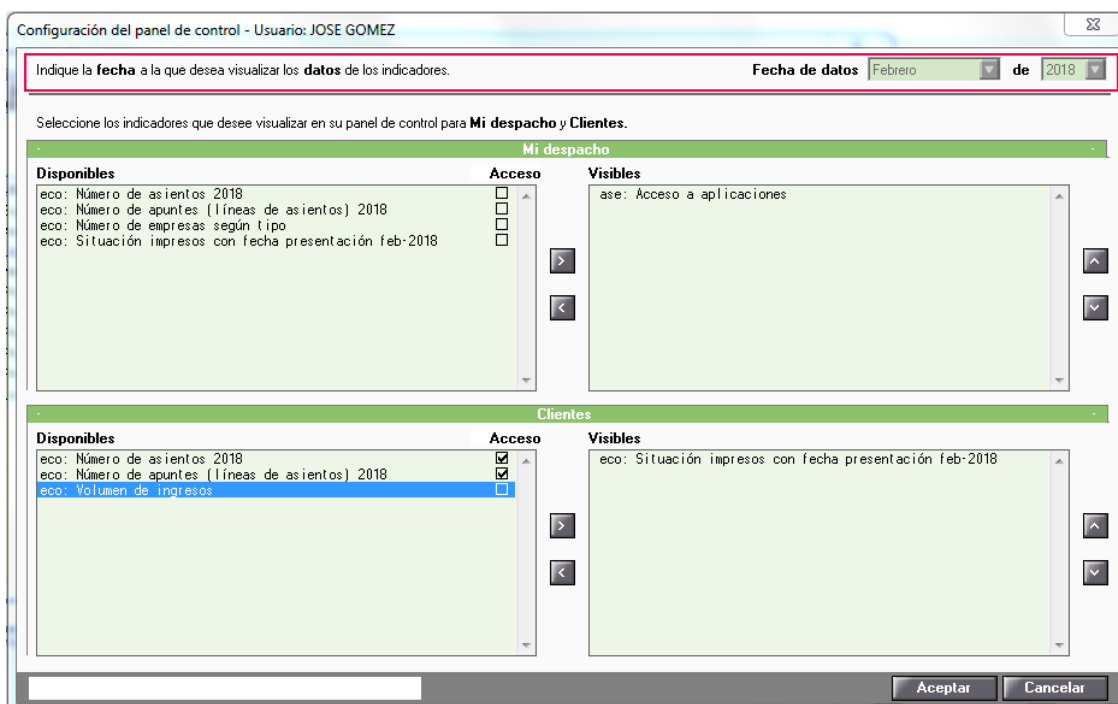 Configuración del panel de control - Usuario: JOSE GOMEZ
Indique la fecha a la que desea visualizar los datos de los indicadores. Fecha de datos Febrero de 2018
Seleccione los indicadores que desee visualizar en su panel de control para Mi despacho y Clientes.
Mi despacho
Disponibles Acceso Visibles
eco: Número de asientos 2018 ase: Acceso a aplicaciones
eco: Número de apuntes (líneas de asientos) 2018
eco: Número de empresas según tipo
eco: Situación impresos con fecha presentación feb-2018
Clientes
Disponibles Acceso Visibles
eco: Número de asientos 2018 eco: Situación impresos con fecha presentación feb-2018
eco: Número de apuntes (líneas de asientos) 2018
eco: Volumen de ingresos
Aceptar Cancelar